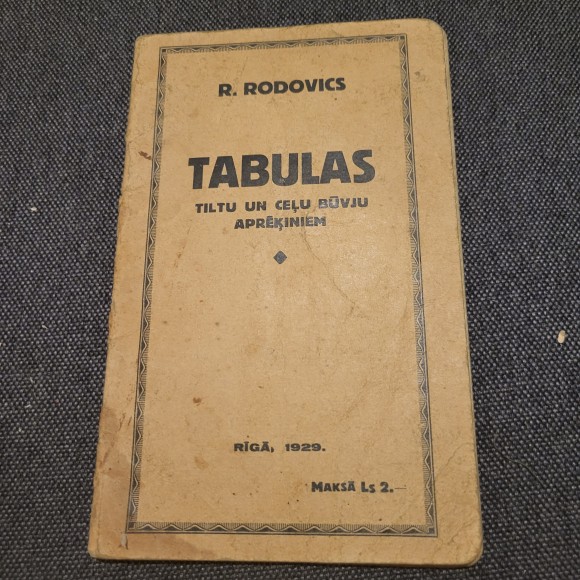 R. RODOVICS
TABULAS
TILTU UN CEĻU BŪVJU
APRĒĶINIEM
RĪGĀ, 1929.
MAKSĀ LS 2.—